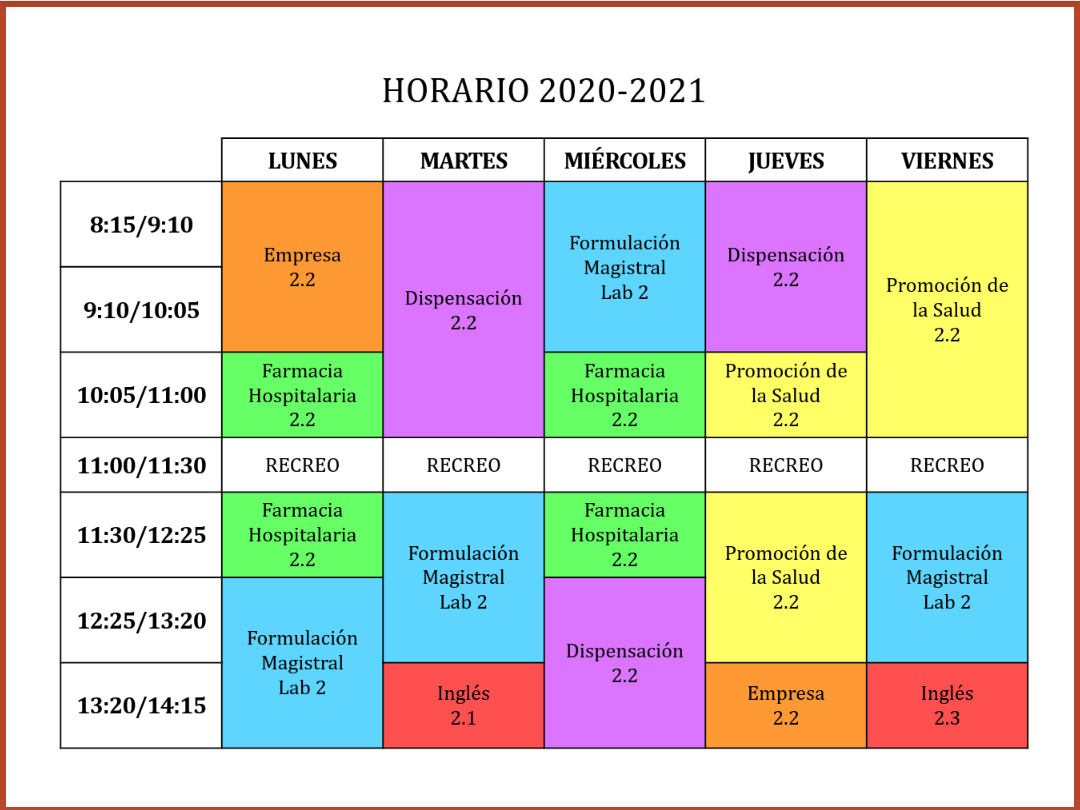 HORARIO 2020-2021
LUNES MARTES MIÉRCOLES JUEVES VIERNES
8:15/9:10
9:10/10:05
10:05/11:00
11:00/11:30
11:30/12:25
12:25/13:20
13:20/14:15
Empresa
2.2
Farmacia
Hospitalaria
2.2
RECREO
Farmacia
Hospitalaria
2.2
Formulación
Magistral
Lab 2
Dispensación
2.2
RECREO
Formulación
Magistral
Lab 2
Inglés
2.1
Formulación
Magistral
Lab 2
Farmacia
Hospitalaria
2.2
RECREO
Farmacia
Hospitalaria
2.2
Dispensación
2.2
Dispensación
2.2
Promoción de
la Salud
2.2
RECREO
Promoción de
la Salud
2.2
Empresa
2.2
Promoción de
la Salud
2.2
RECREO
Formulación
Magistral
Lab 2
Inglés
2.3